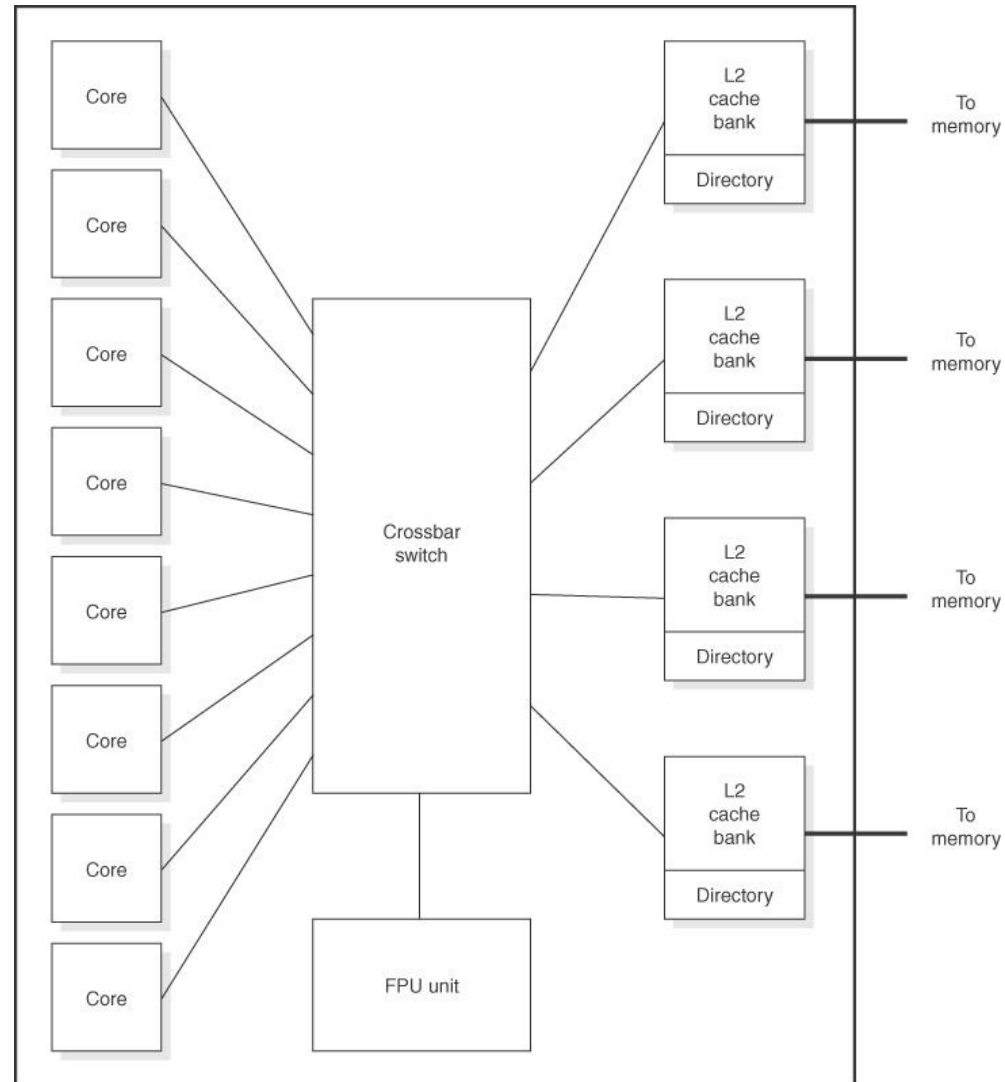 Core
Core
Core
Core
Core
Core
Core
Core
Crossbar
switch
FPU unit
L2
cache
bank
Directory
To
memory
L2
cache
bank
Directory
To
memory
L2
cache
bank
Directory
To
memory
L2
cache
bank
Directory
To
memory